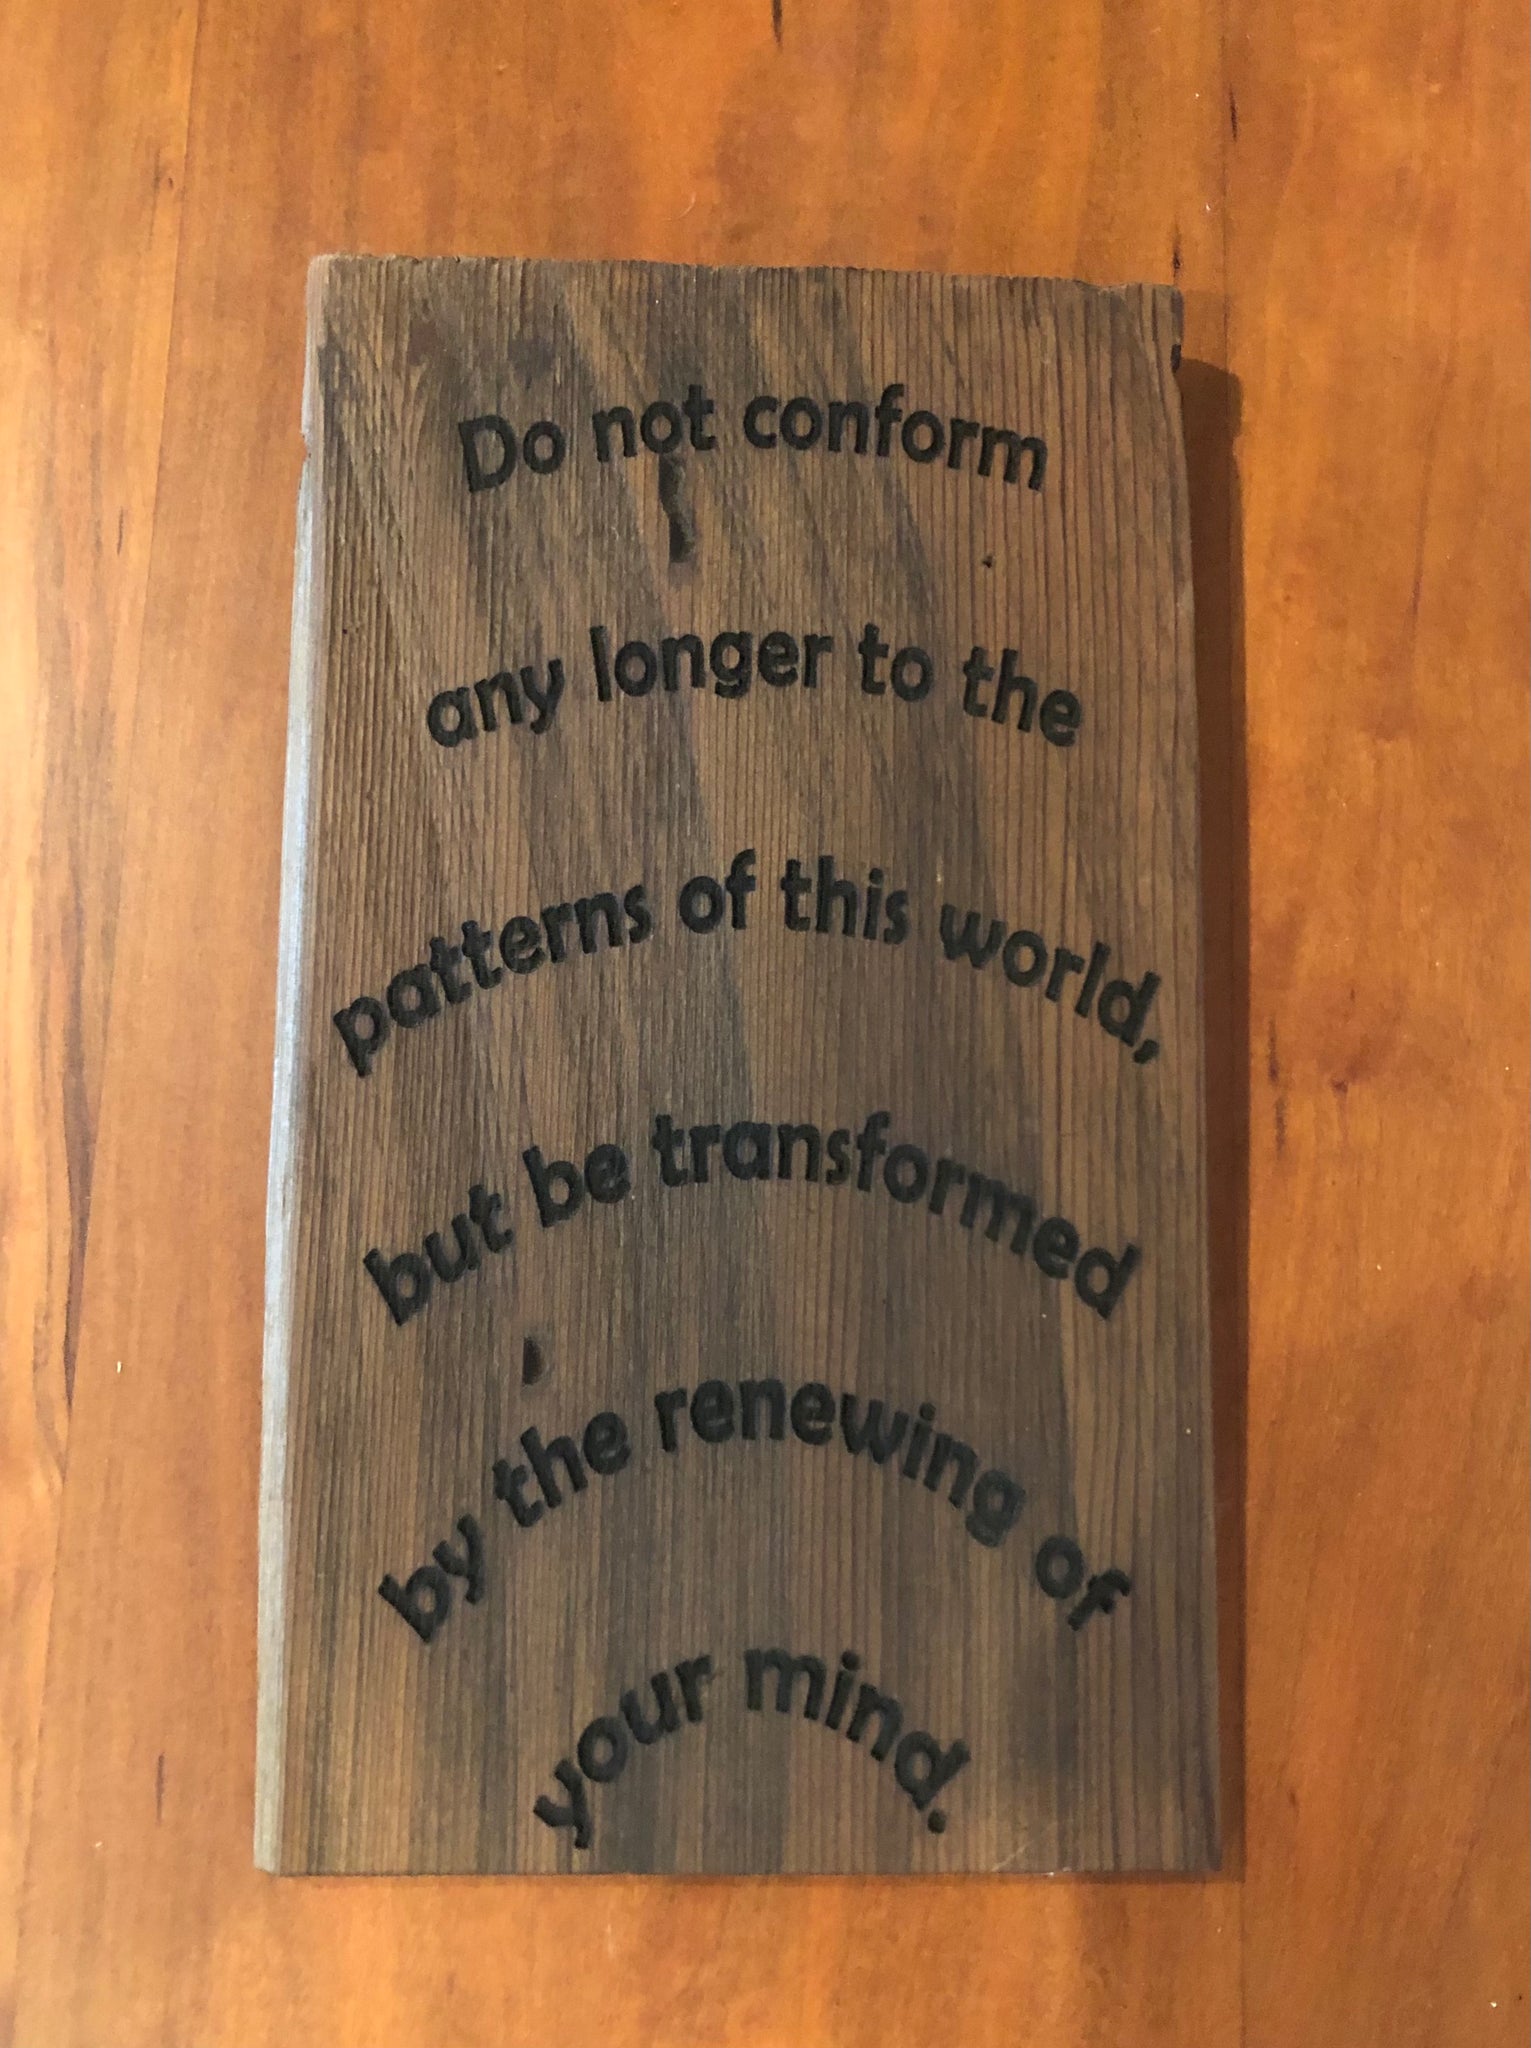 Do not conform
any longer to the
patterns of this world,
but be transformed
by the renewing of
your mind.